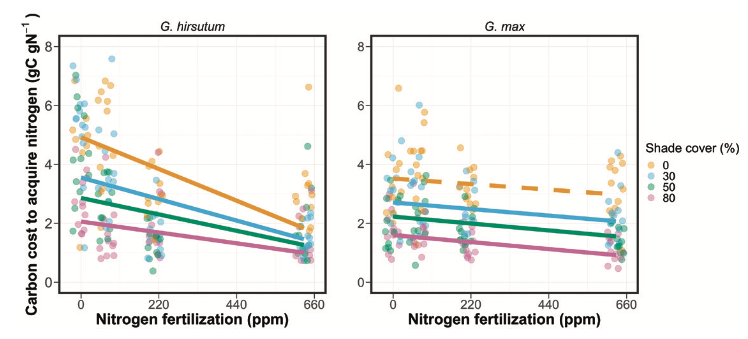 G. hirsutum
G. max
Carbon cost to acquire nitrogen (gC gN⁻¹)
8
6
4
2
0
8
6
4
2
0
0 220 440 660
0 220 440 660
Nitrogen fertilization (ppm)
Nitrogen fertilization (ppm)
Shade cover (%)
0
30
50
80